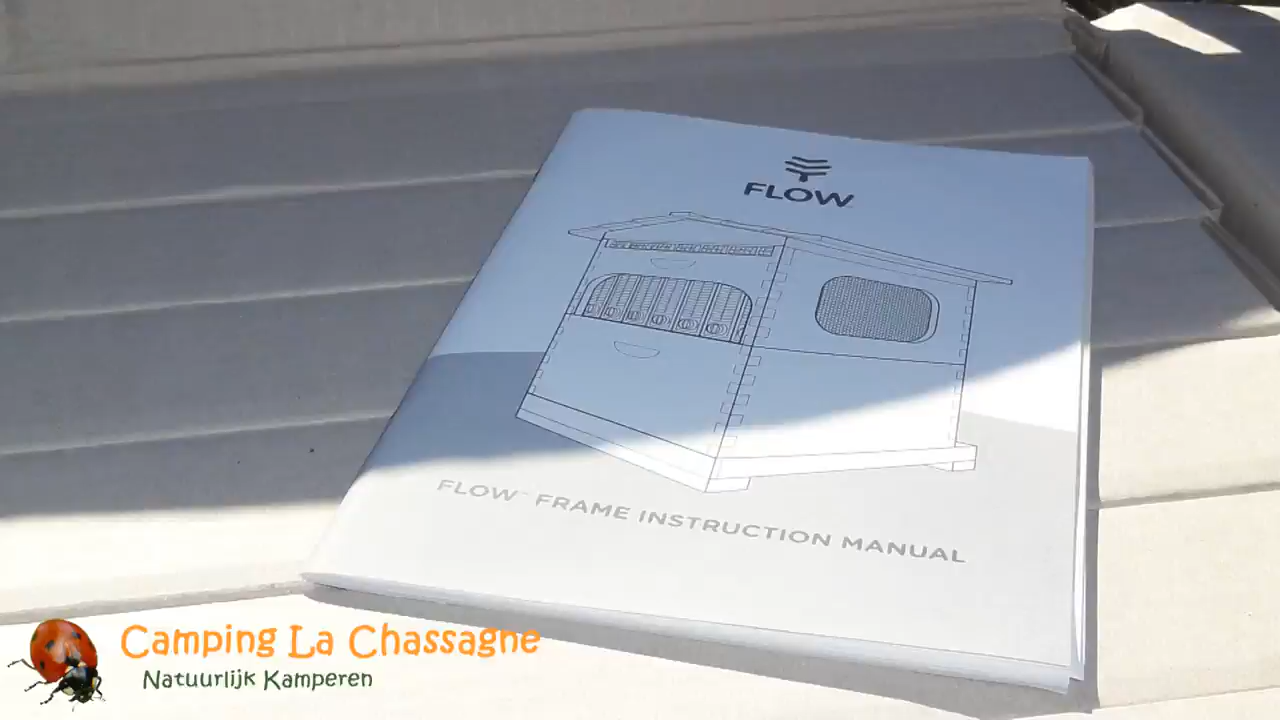 FLOW
FLOW™ FRAME INSTRUCTION MANUAL
Camping La Chassagne
Natuurlijk Kamperen